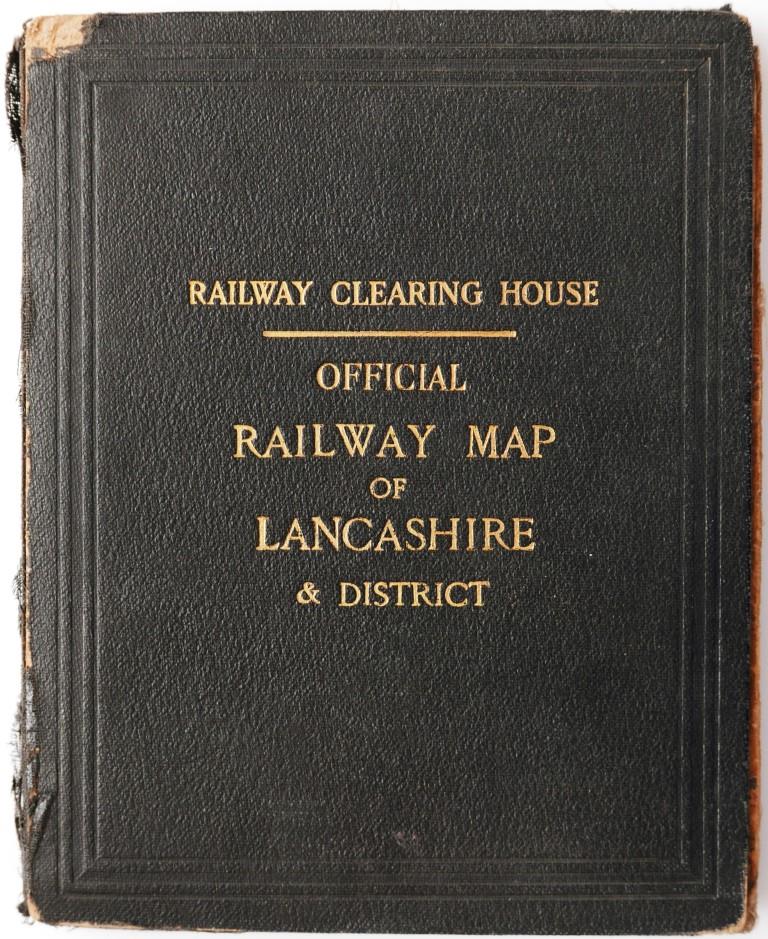 RAILWAY CLEARING HOUSE
OFFICIAL
RAILWAY MAP
OF
LANCASHIRE
& DISTRICT